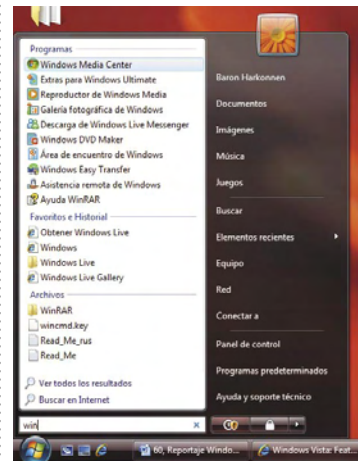 Programas
Windows Media Center
Extras para Windows Ultimate
Reproductor de Windows Media
Galería fotográfica de Windows
Descarga de Windows Live Messenger
Windows DVD Maker
Área de encuentro de Windows
Windows Easy Transfer
Asistencia remota de Windows
Ayuda WinRAR
Favoritos e Historial
Obtener Windows Live
Windows
Windows Live
Windows Live Gallery
Archivos
WinRAR
wincmd.key
Read_Me_rus
Read_Me
Ver todos los resultados
Buscar en Internet
win
Baron Harkonnen
Documentos
Imágenes
Música
Juegos
Buscar
Elementos recientes
Equipo
Red
Conectar a
Panel de control
Programas predeterminados
Ayuda y soporte técnico
60, Reportaje Windo...
Windows Vista: Feat...